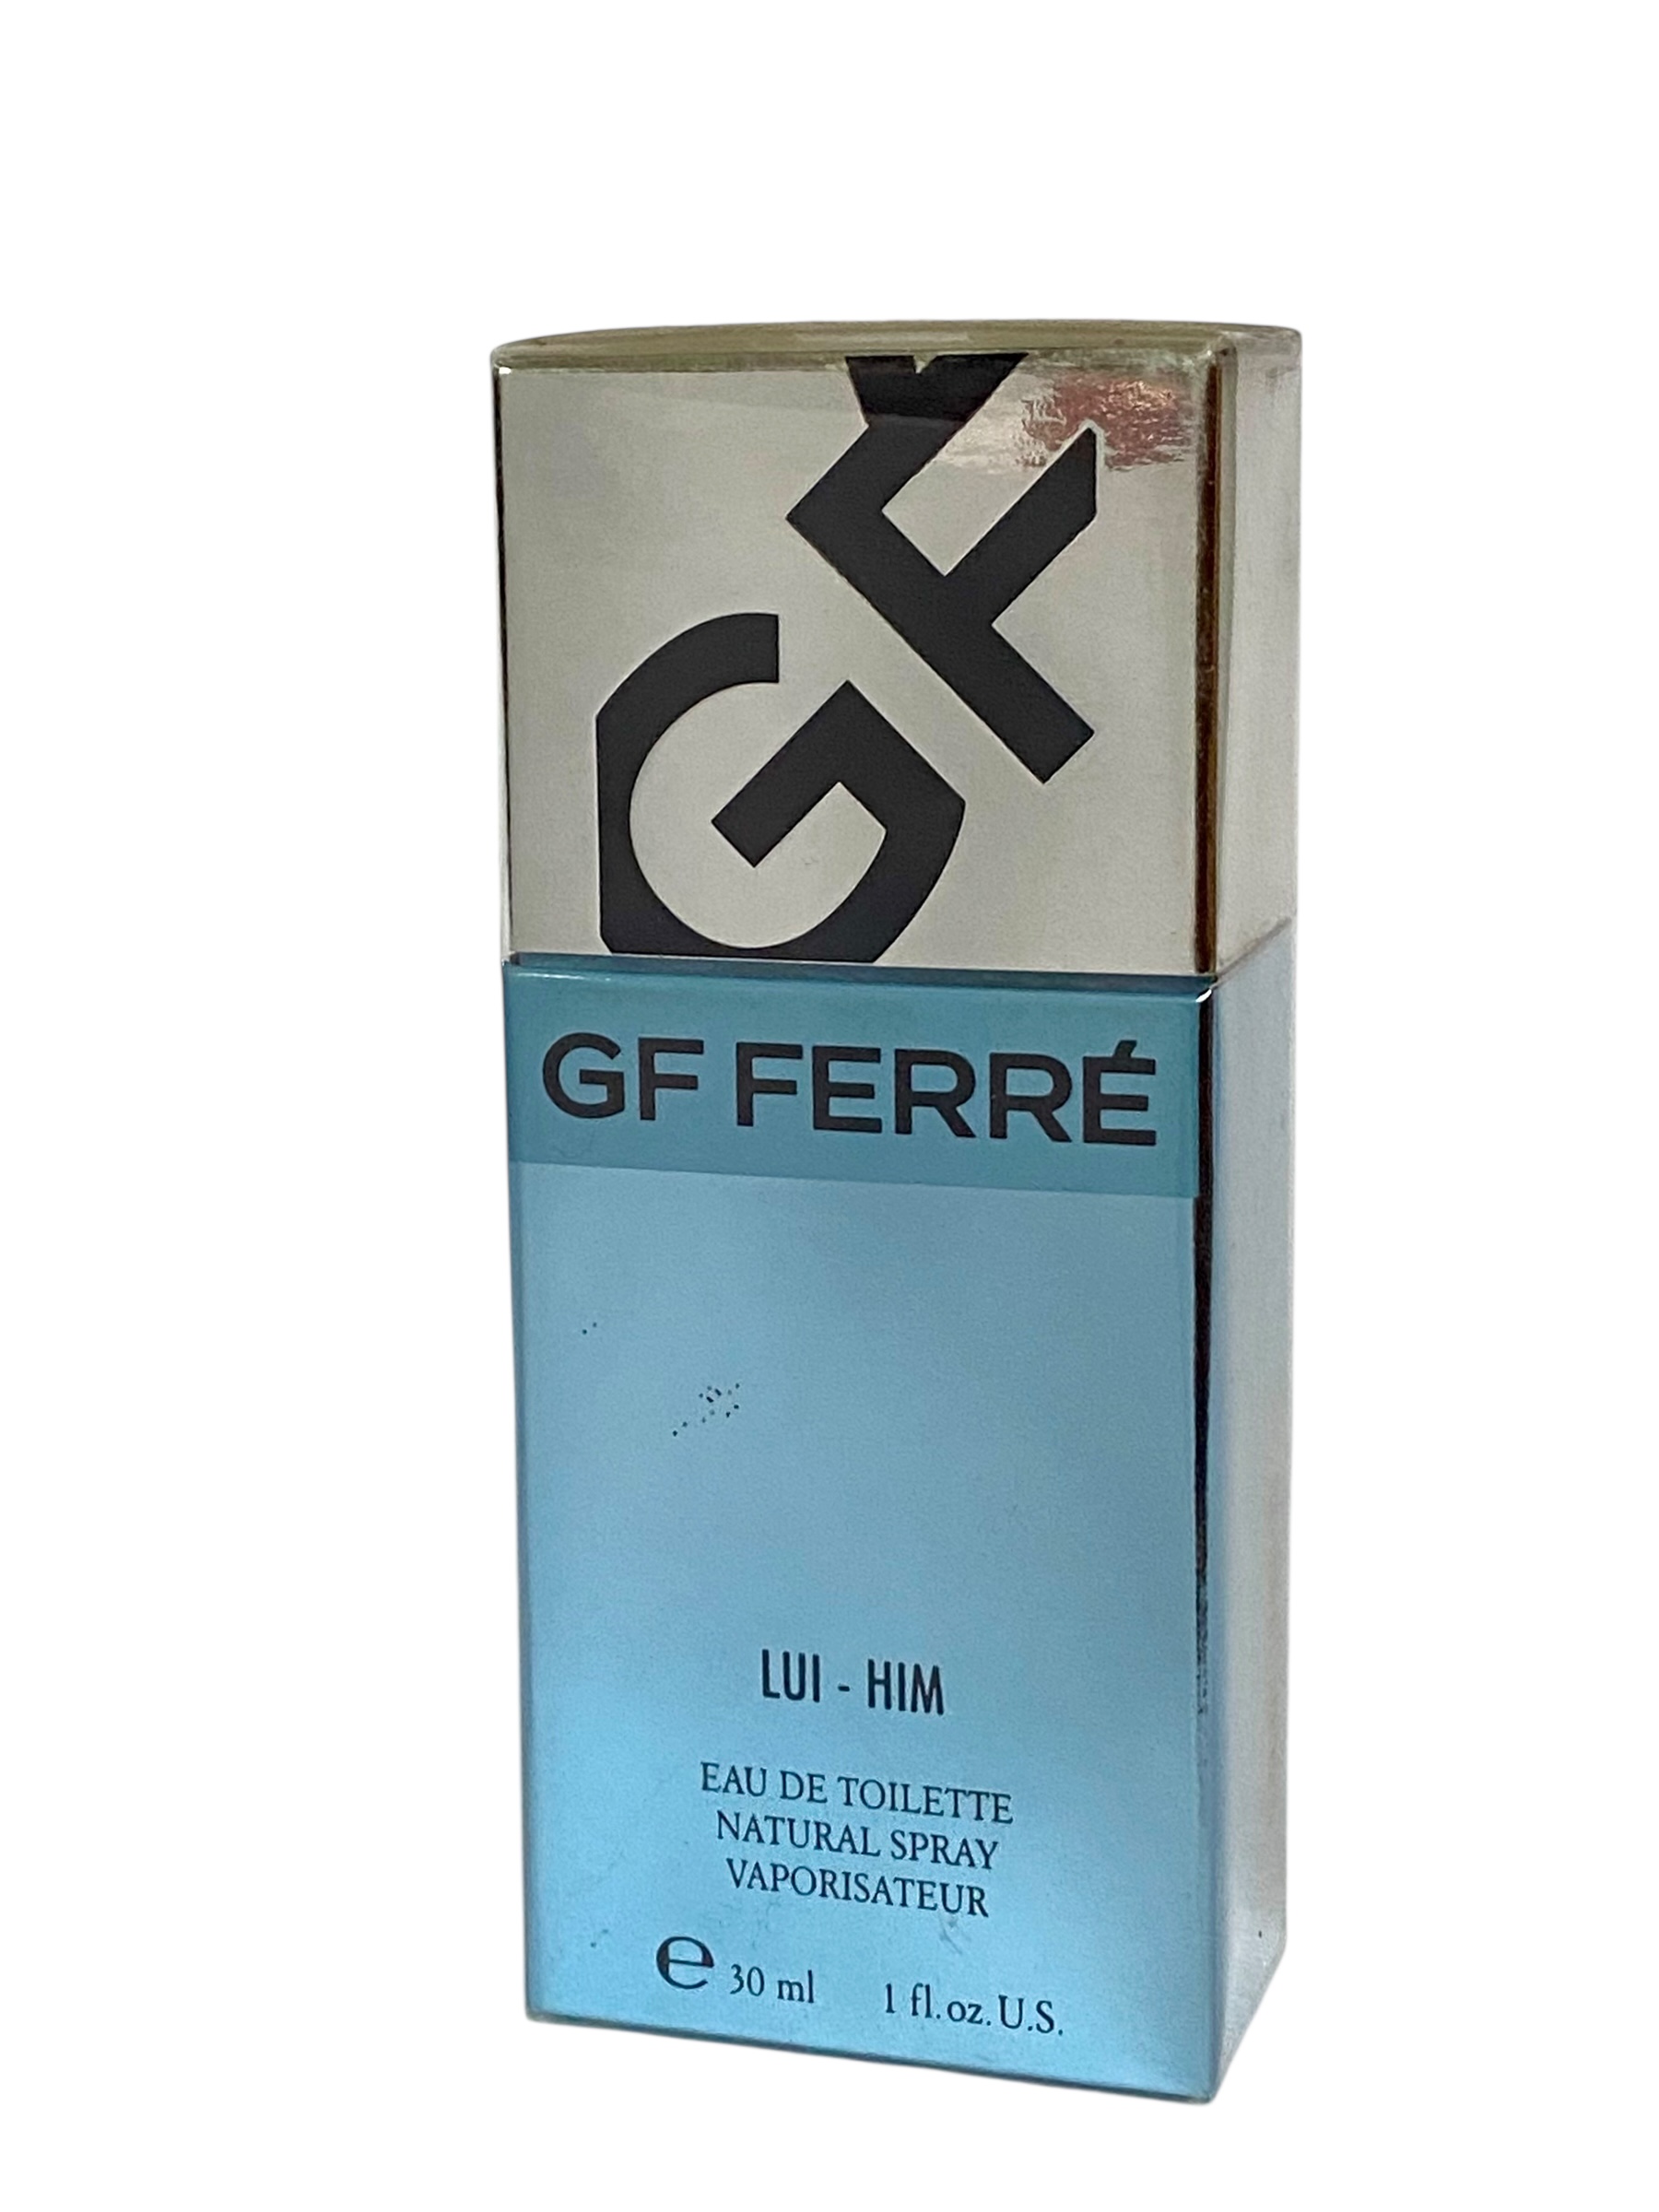 GF
GF FERRÉ
LUI - HIM
EAU DE TOILETTE
NATURAL SPRAY
VAPORISATEUR
℮ 30 ml 1 fl.oz.U.S.